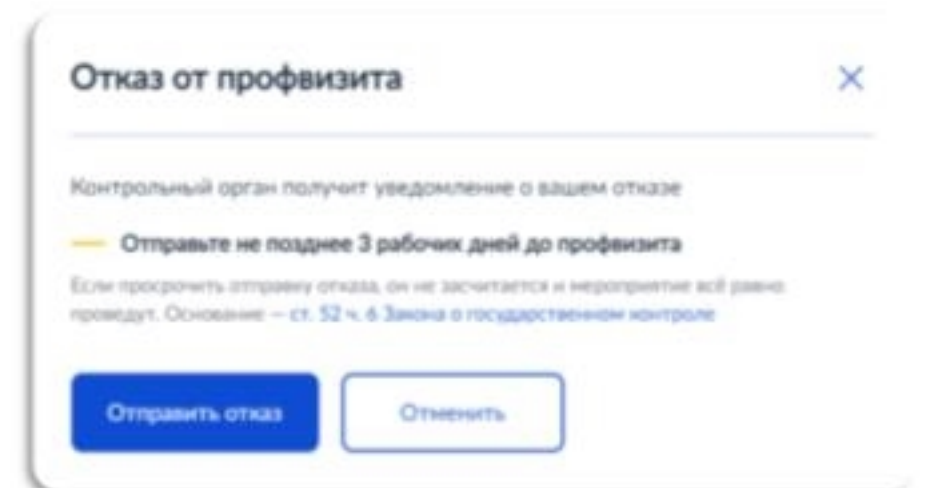 Отказ от профвизита
Контрольный орган получит уведомление о вашем отказе
Отправьте не позднее 3 рабочих дней до профвизита
Если просрочить отправку отказа, он не засчитается и мероприятие всё равно
проведут. Основание — ст. 52 ч. 6 Закона о государственном контроле
Отправить отказ
Отменить